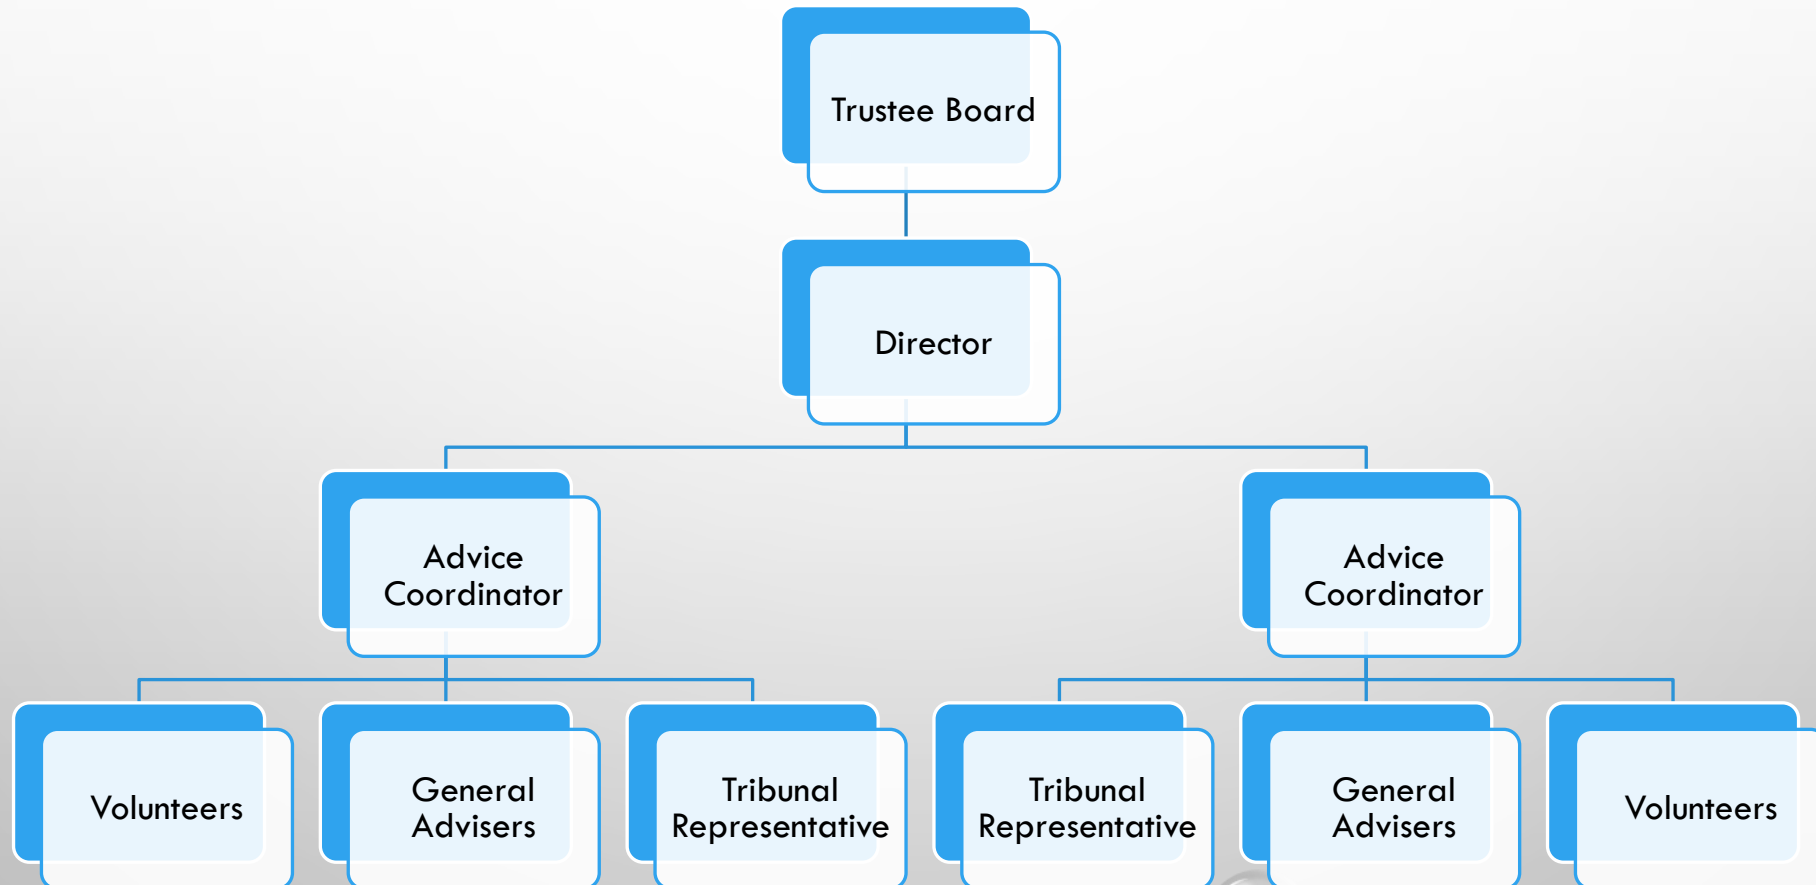 Trustee Board
Director
Advice
Coordinator
Advice
Coordinator
Volunteers
General
Advisers
Tribunal
Representative
Tribunal
Representative
General
Advisers
Volunteers